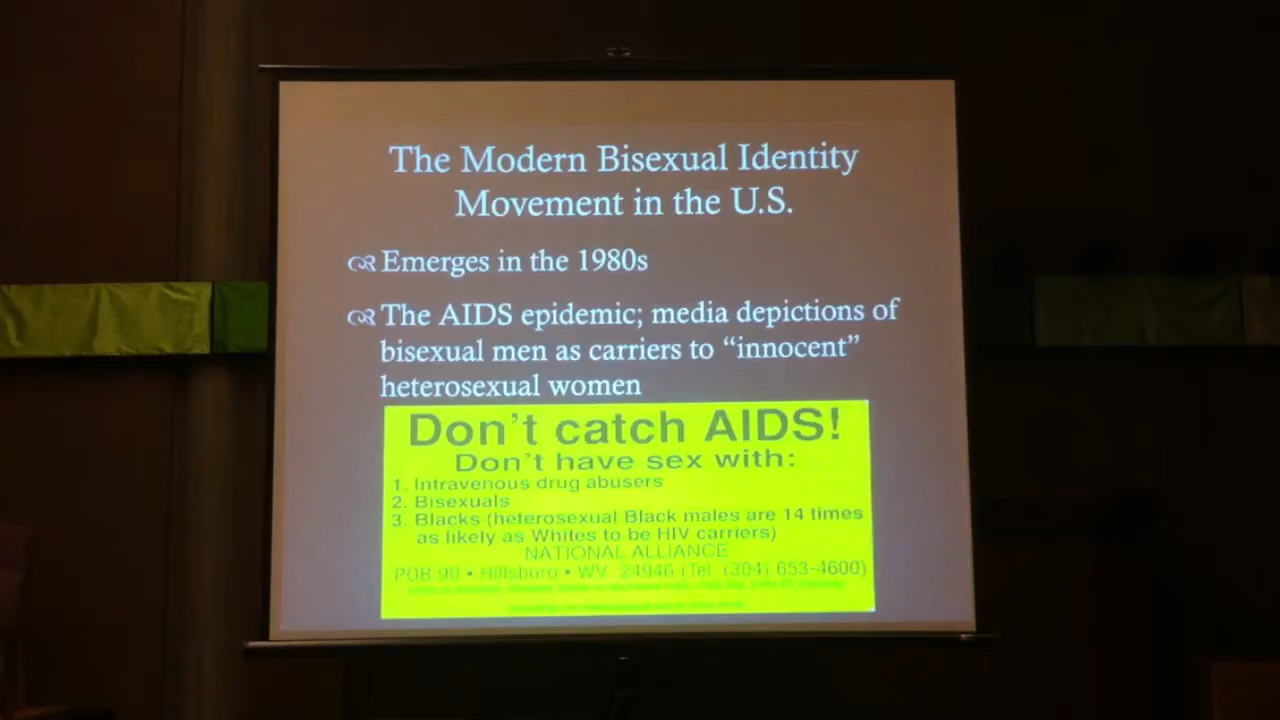 The Modern Bisexual Identity
Movement in the U.S.
Emerges in the 1980s
The AIDS epidemic; media depictions of
bisexual men as carriers to “innocent”
heterosexual women
Don't catch AIDS!
Don't have sex with:
1. Intravenous drug abusers
2. Bisexuals
3. Blacks (heterosexual Black males are 14 times
as likely as Whites to be HIV carriers)
NATIONAL ALLIANCE
POB 90 • Hillsboro • WV 24946 (Tel. (304) 653-4600)